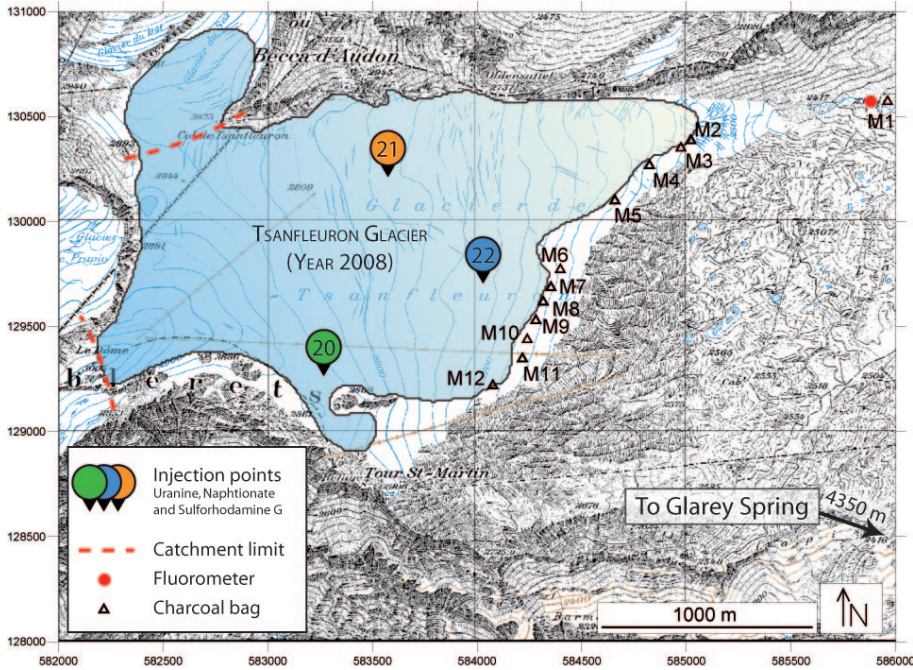 131000
130500
130000
129500
129000
128500
128000
582000
582500
583000
583500
584000
584500
585000
585500
586000
Becca d'Audon
21
M1
M2
M3
M4
M5
Glacier de
TSANFLEURON GLACIER
(YEAR 2008)
22
Tsanfleuron
M6
M7
M8
M9
M10
M11
M12
20
Le Dôme
Tour St-Martin
Injection points
Uranine, Naphtionate
and Sulforhodamine G
Catchment limit
Fluorometer
Charcoal bag
To Glarey Spring
4350 m
1000 m
N